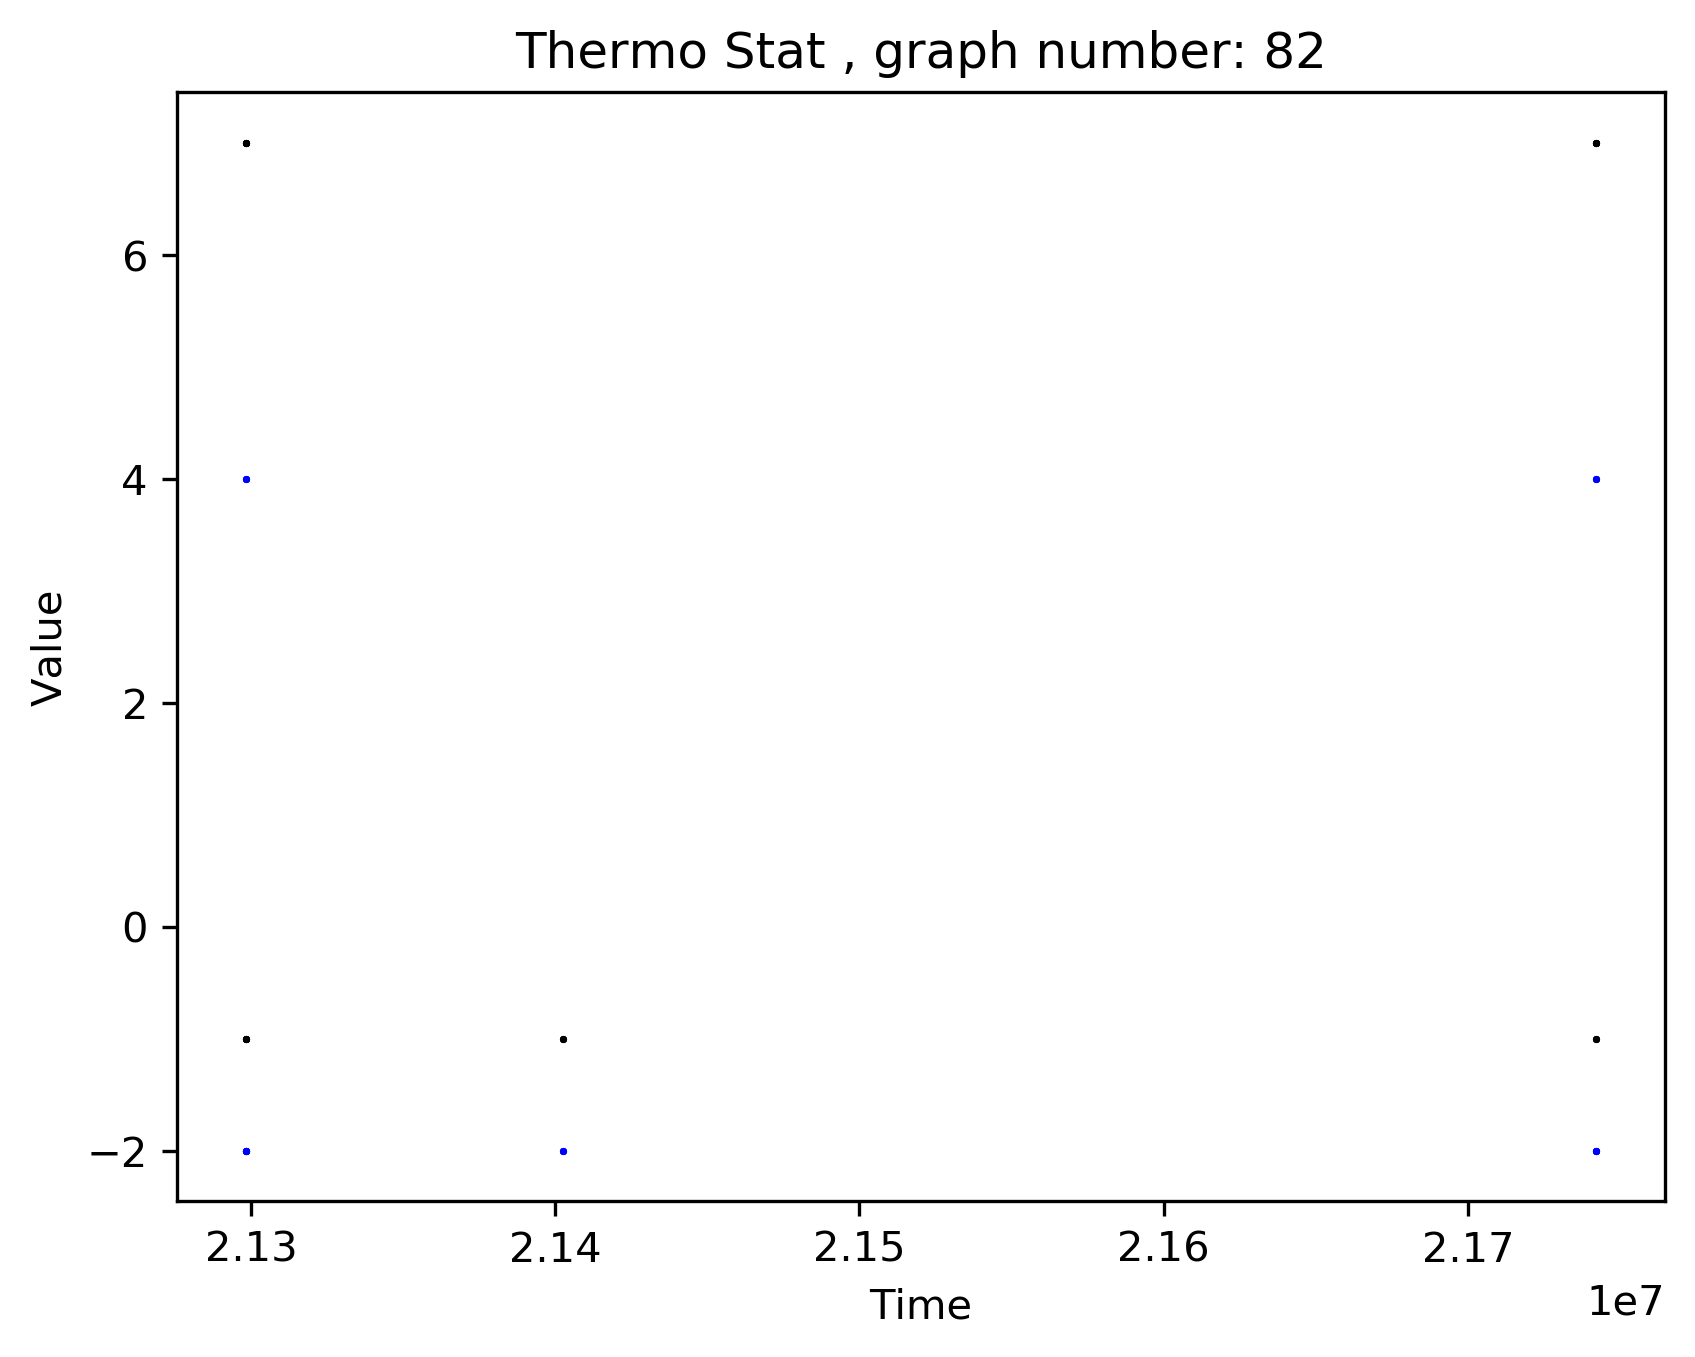 Thermo Stat , graph number: 82
6
4
2
0
−2
Value
2.13 2.14 2.15 2.16 2.17
1e7
Time